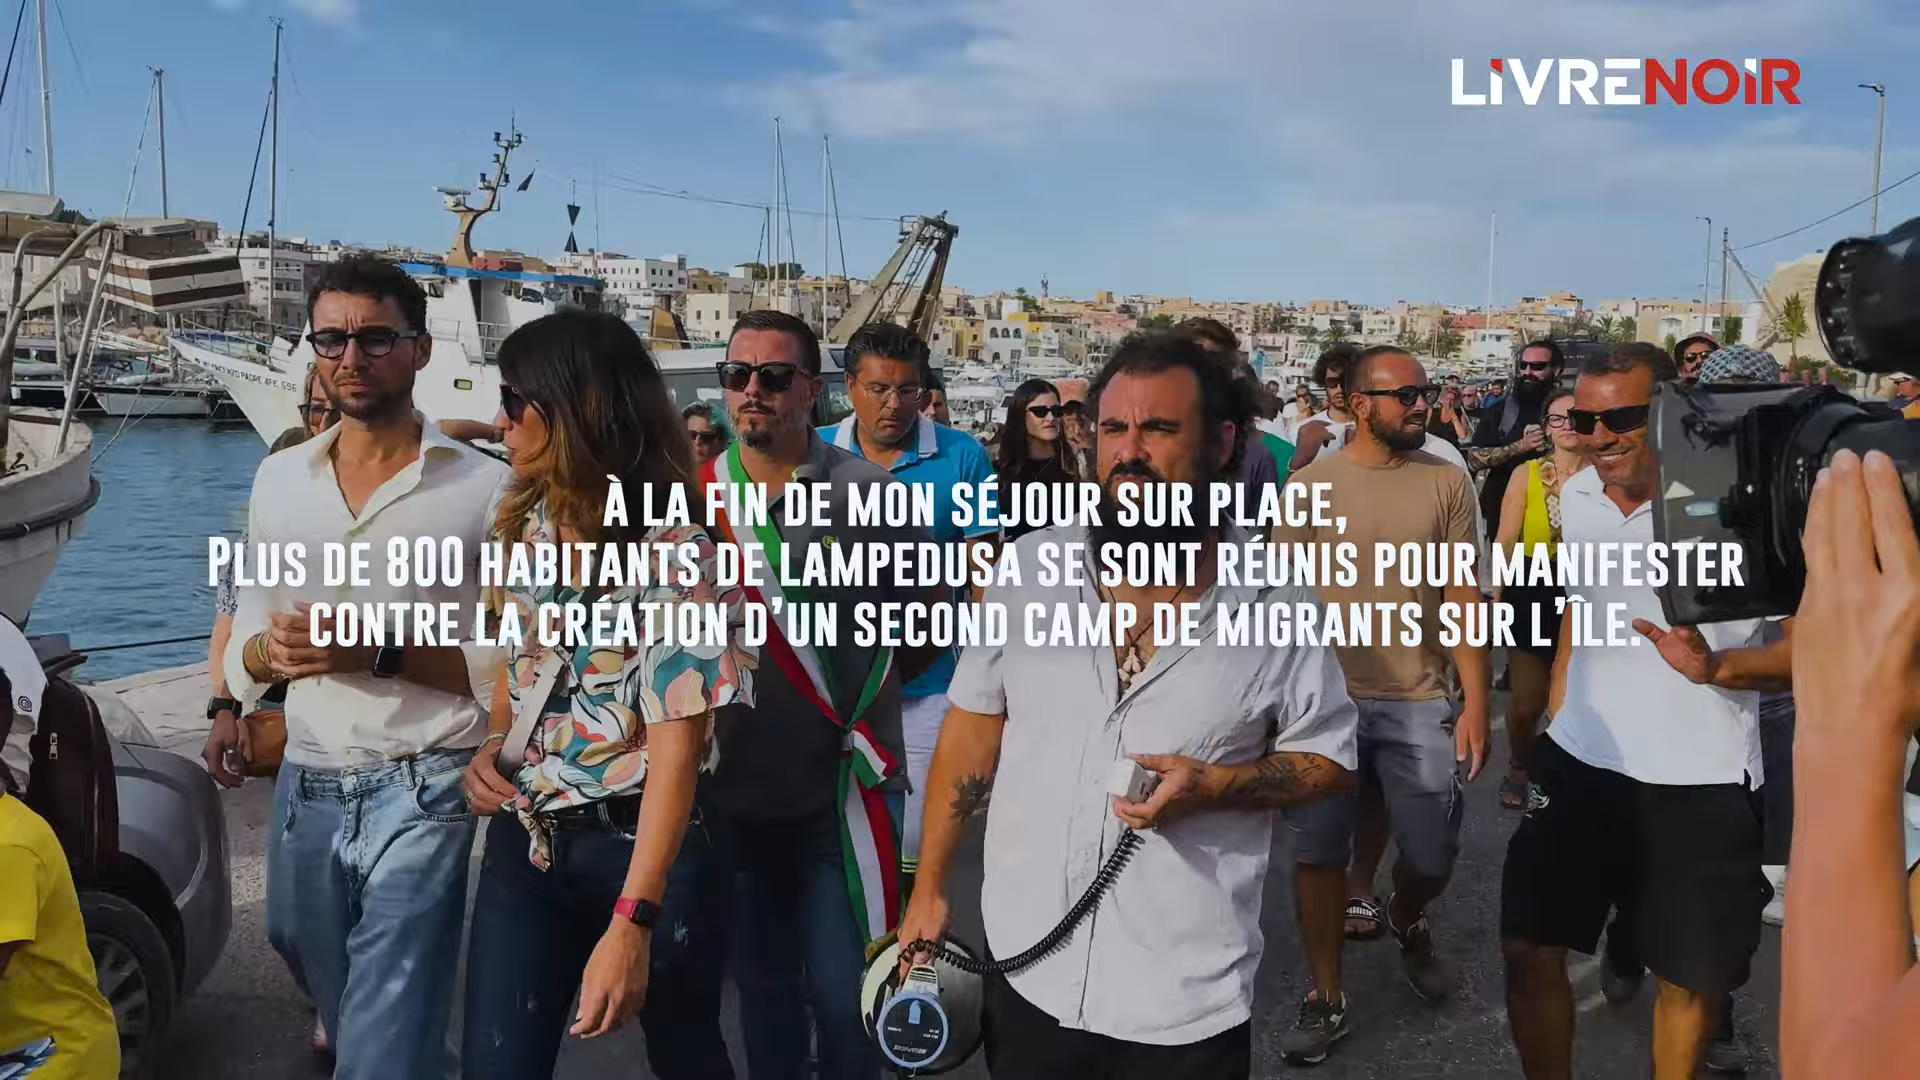 LIVRENOIR
À LA FIN DE MON SÉJOUR SUR PLACE,
PLUS DE 800 HABITANTS DE LAMPEDUSA SE SONT RÉUNIS POUR MANIFESTER
CONTRE LA CRÉATION D'UN SECOND CAMP DE MIGRANTS SUR L'ÎLE.